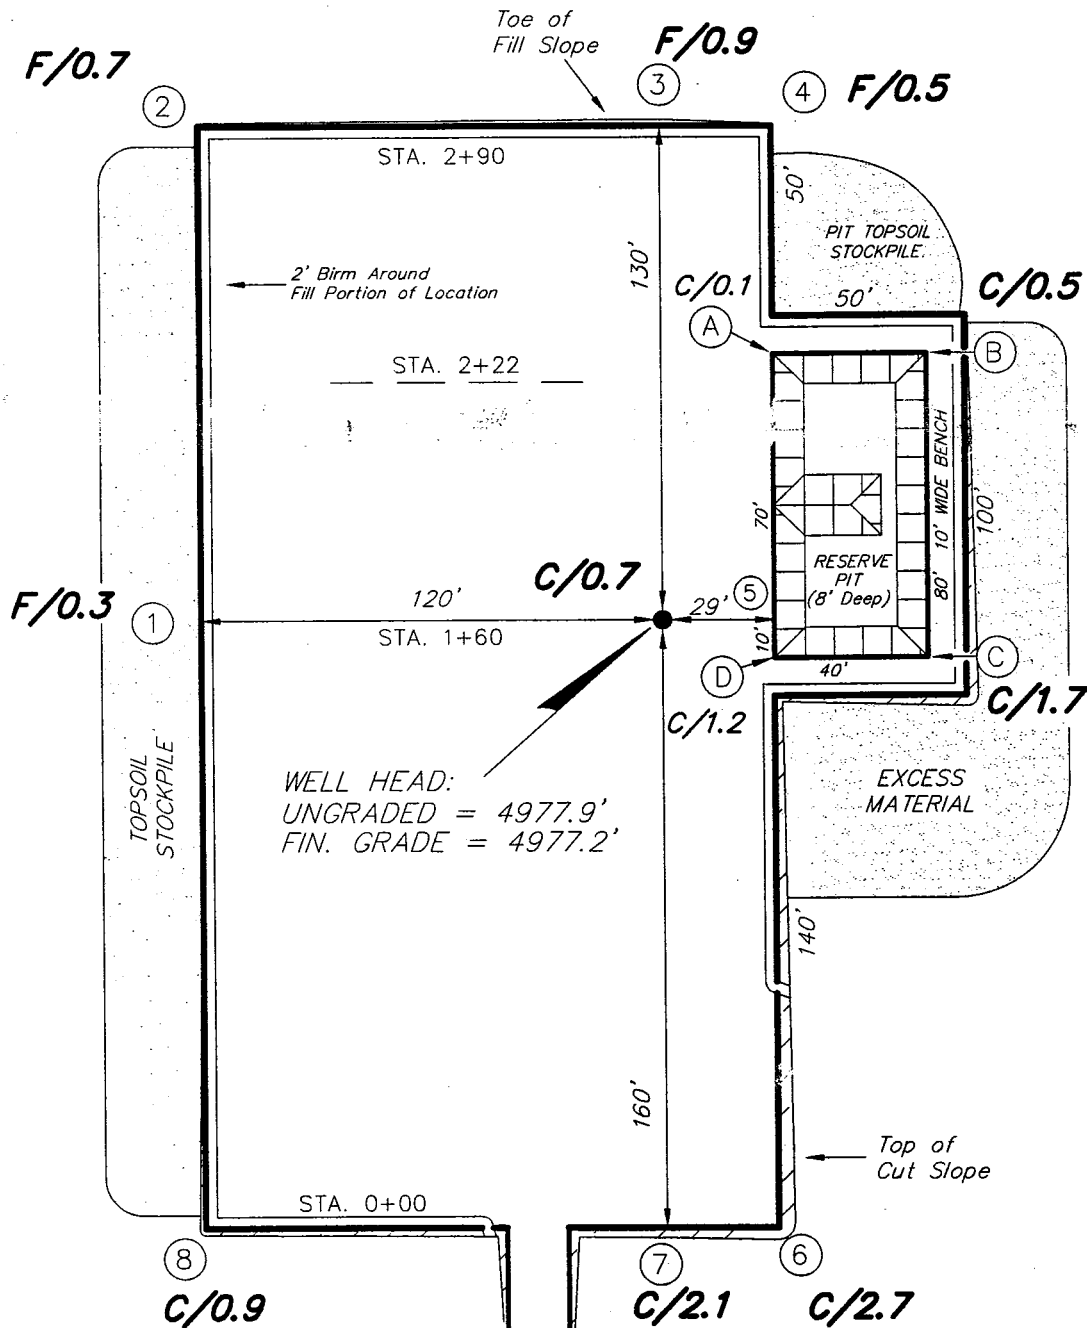 Toe of
Fill Slope
F/0.9
F/0.7
2
3
4
F/0.5
STA. 2+90
50'
PIT TOPSOIL
STOCKPILE
130'
2' Birm Around
Fill Portion of Location
C/0.1
50'
C/0.5
A
B
STA. 2+22
10' WIDE BENCH
100'
70'
RESERVE
PIT
(8' Deep)
80'
C/0.7
F/0.3
1
120'
STA. 1+60
29'
5
10'
40'
D
C
C/1.2
C/1.7
TOPSOIL
STOCKPILE
WELL HEAD:
UNGRADED = 4977.9'
FIN. GRADE = 4977.2'
EXCESS
MATERIAL
140'
160'
Top of
Cut Slope
STA. 0+00
8
7
6
C/0.9
C/2.1
C/2.7